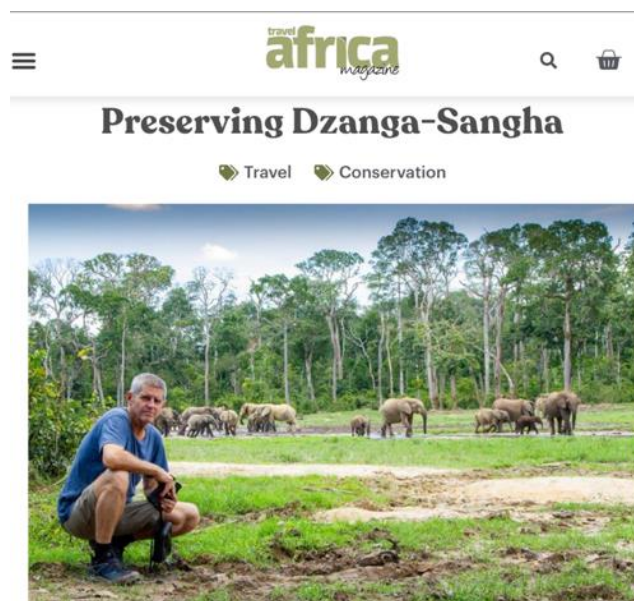 travel
africa
magazine
Preserving Dzanga-Sangha
Travel Conservation